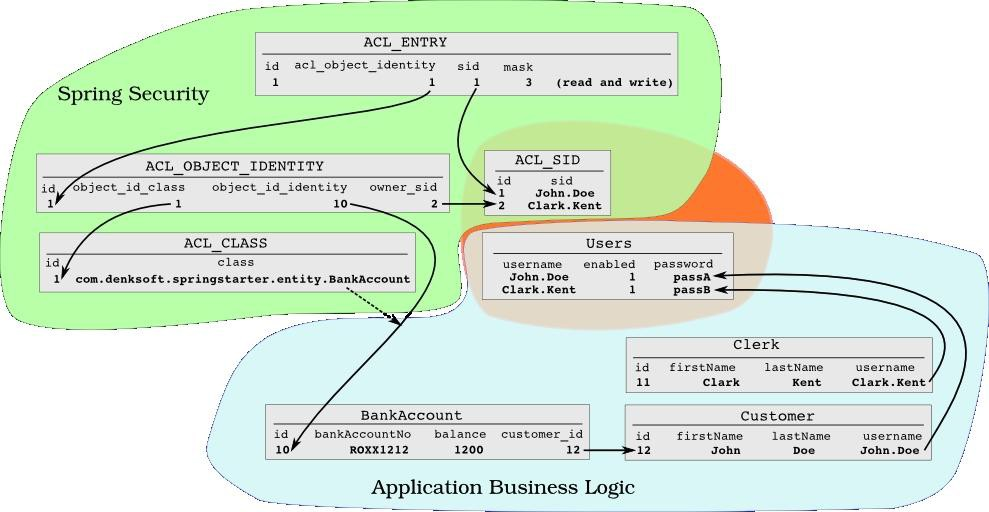 ACL_ENTRY
id acl_object_identity sid mask
1 1 1 3 (read and write)
Spring Security
ACL_OBJECT_IDENTITY
id object_id_class object_id_identity owner_sid
1 1 10 2
ACL_SID
id sid
1 John.Doe
2 Clark.Kent
ACL_CLASS
id class
1 com.denksoft.springstarter.entity.BankAccount
Users
username enabled password
John.Doe 1 passA
Clark.Kent 1 passB
Clerk
id firstName lastName username
11 Clark Kent Clark.Kent
BankAccount
id bankAccountNo balance customer_id
10 ROXX1212 1200 12
Customer
id firstName lastName username
12 John Doe John.Doe
Application Business Logic